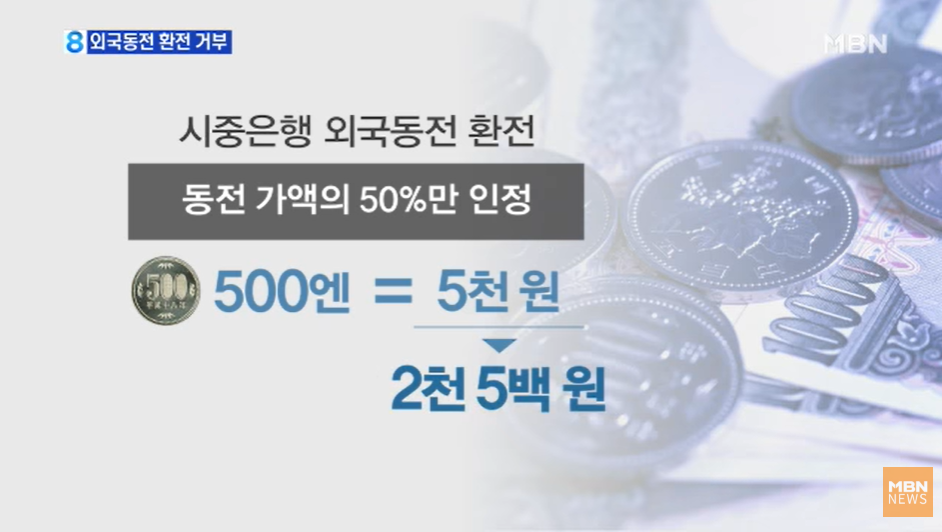 8 외국동전 환전 거부
MBN
시중은행 외국동전 환전
동전 가액의 50%만 인정
500
500엔 = 5천 원
2천 5백 원
10000
MBN
NEWS